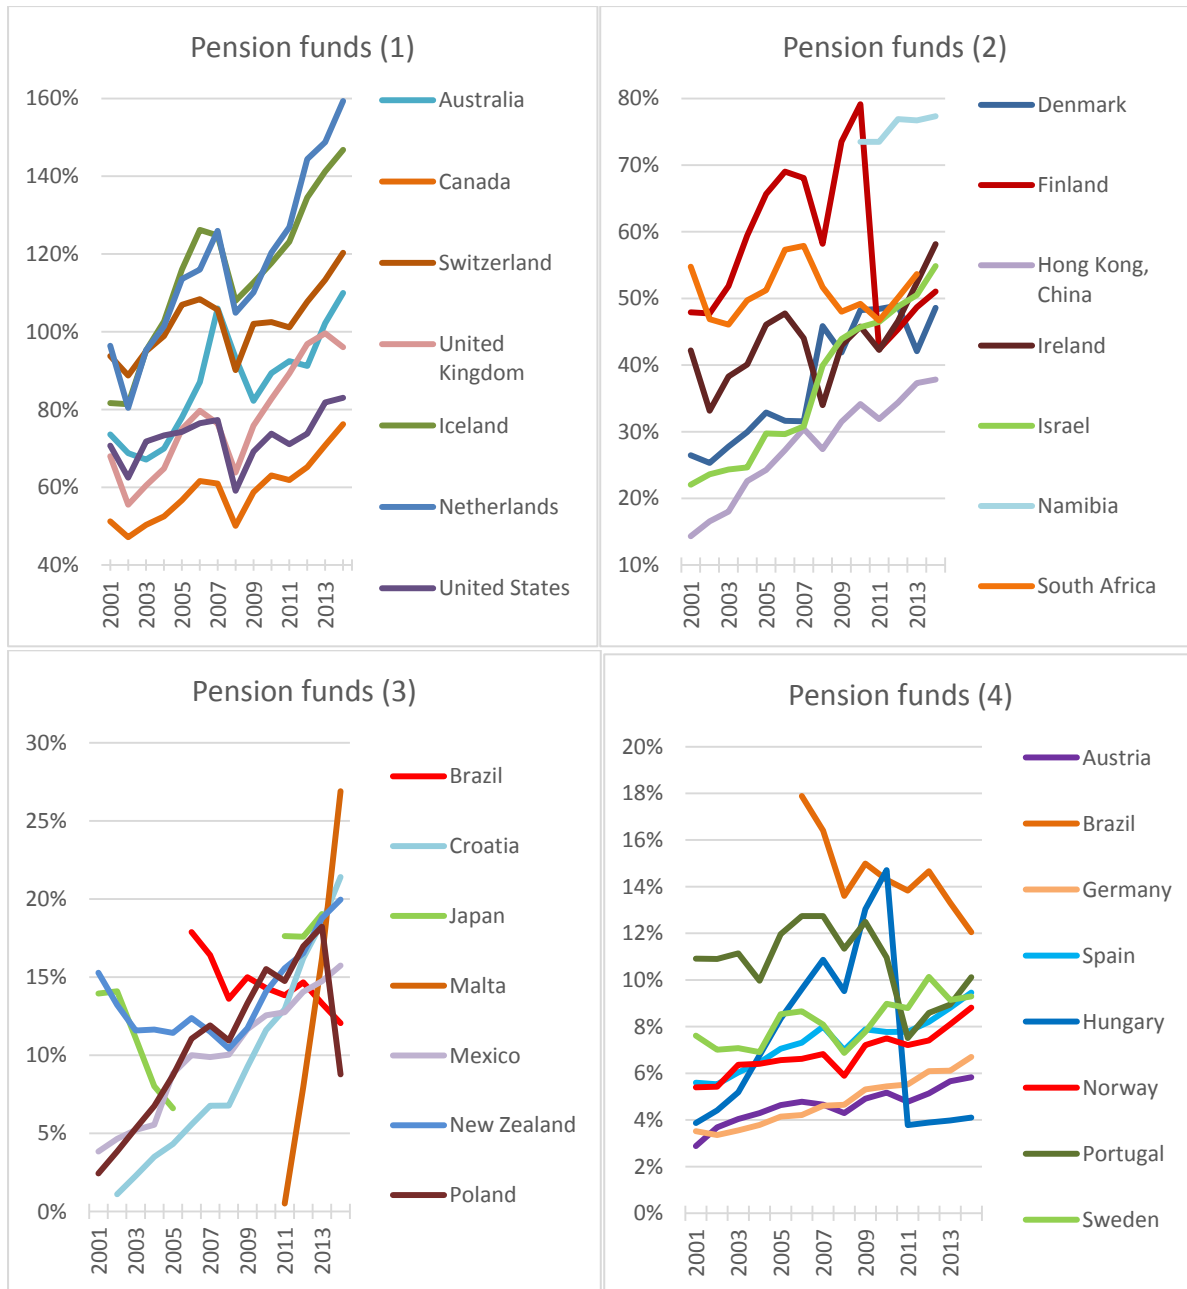 Pension funds (1)
160%
140%
120%
100%
80%
60%
40%
2001
2003
2005
2007
2009
2011
2013
Australia
Canada
Switzerland
United
Kingdom
Iceland
Netherlands
United States
Pension funds (2)
80%
70%
60%
50%
40%
30%
20%
10%
2001
2003
2005
2007
2009
2011
2013
Denmark
Finland
Hong Kong,
China
Ireland
Israel
Namibia
South Africa
Pension funds (3)
30%
25%
20%
15%
10%
5%
0%
2001
2003
2005
2007
2009
2011
2013
Brazil
Croatia
Japan
Malta
Mexico
New Zealand
Poland
Pension funds (4)
20%
18%
16%
14%
12%
10%
8%
6%
4%
2%
0%
2001
2003
2005
2007
2009
2011
2013
Austria
Brazil
Germany
Spain
Hungary
Norway
Portugal
Sweden